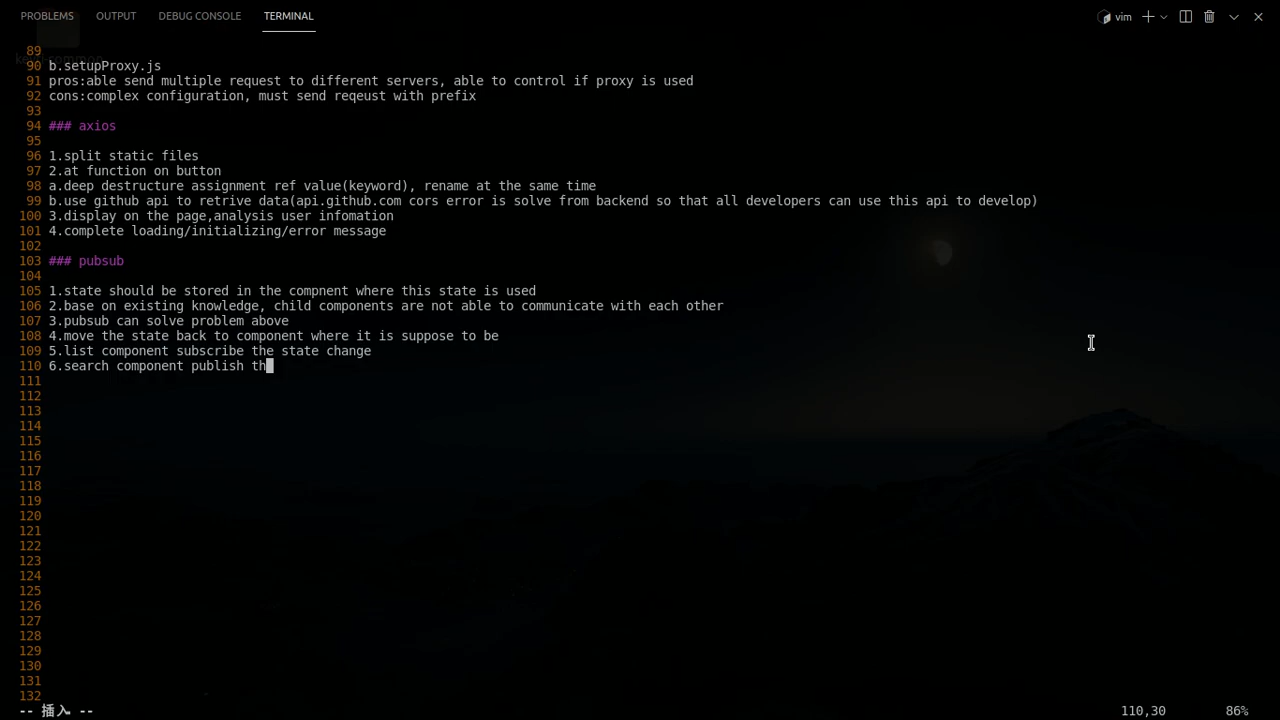 PROBLEMS OUTPUT DEBUG CONSOLE TERMINAL vim
89
90 b.setupProxy.js
91 pros:able send multiple request to different servers, able to control if proxy is used
92 cons:complex configuration, must send reqeust with prefix
93
94 ### axios
95
96 1.split static files
97 2.at function on button
98 a.deep destructure assignment ref value(keyword), rename at the same time
99 b.use github api to retrive data(api.github.com cors error is solve from backend so that all developers can use this api to develop)
100 3.display on the page,analysis user infomation
101 4.complete loading/initializing/error message
102
103 ### pubsub
104
105 1.state should be stored in the compnent where this state is used
106 2.base on existing knowledge, child components are not able to communicate with each other
107 3.pubsub can solve problem above
108 4.move the state back to component where it is suppose to be
109 5.list component subscribe the state change
110 6.search component publish th
111
112
113
114
115
116
117
118
119
120
121
122
123
124
125
126
127
128
129
130
131
132
-- 插入 -- 110,30 86%